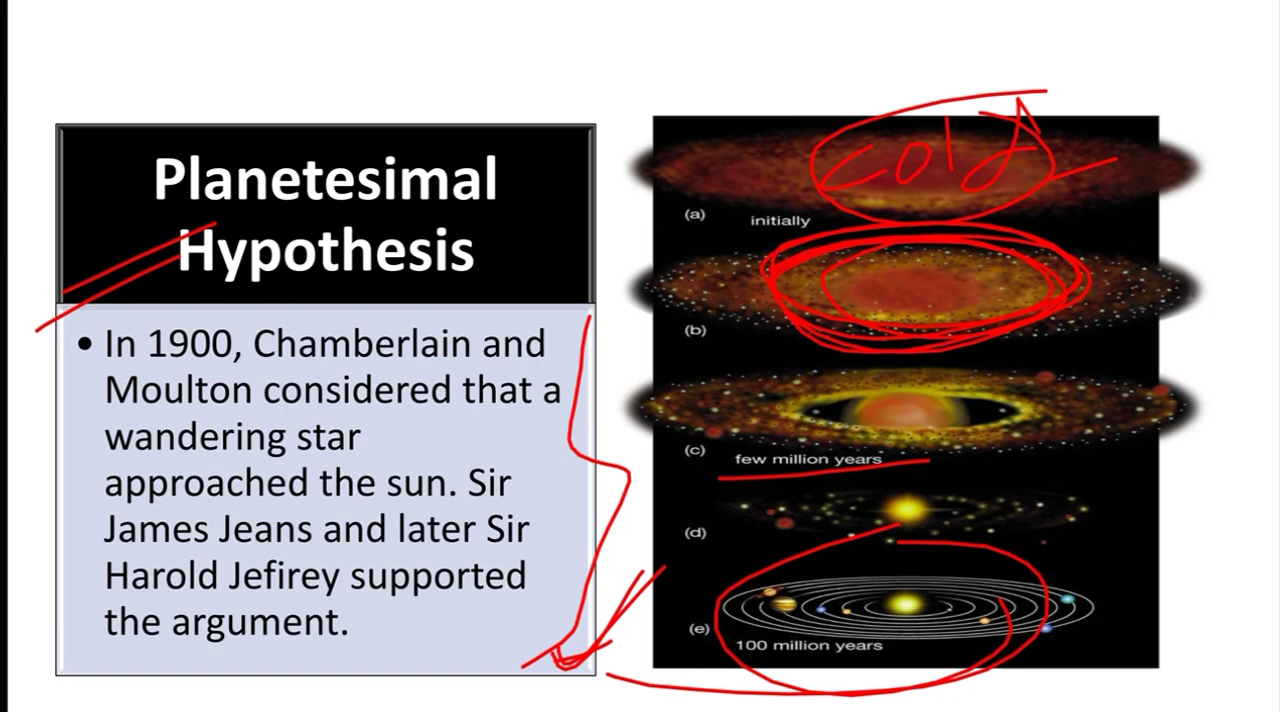 Planetesimal
Hypothesis
• In 1900, Chamberlain and
Moulton considered that a
wandering star
approached the sun. Sir
James Jeans and later Sir
Harold Jefirey supported
the argument.
cold
(a) initially
(b)
(c) few million years
(d)
(e) 100 million years